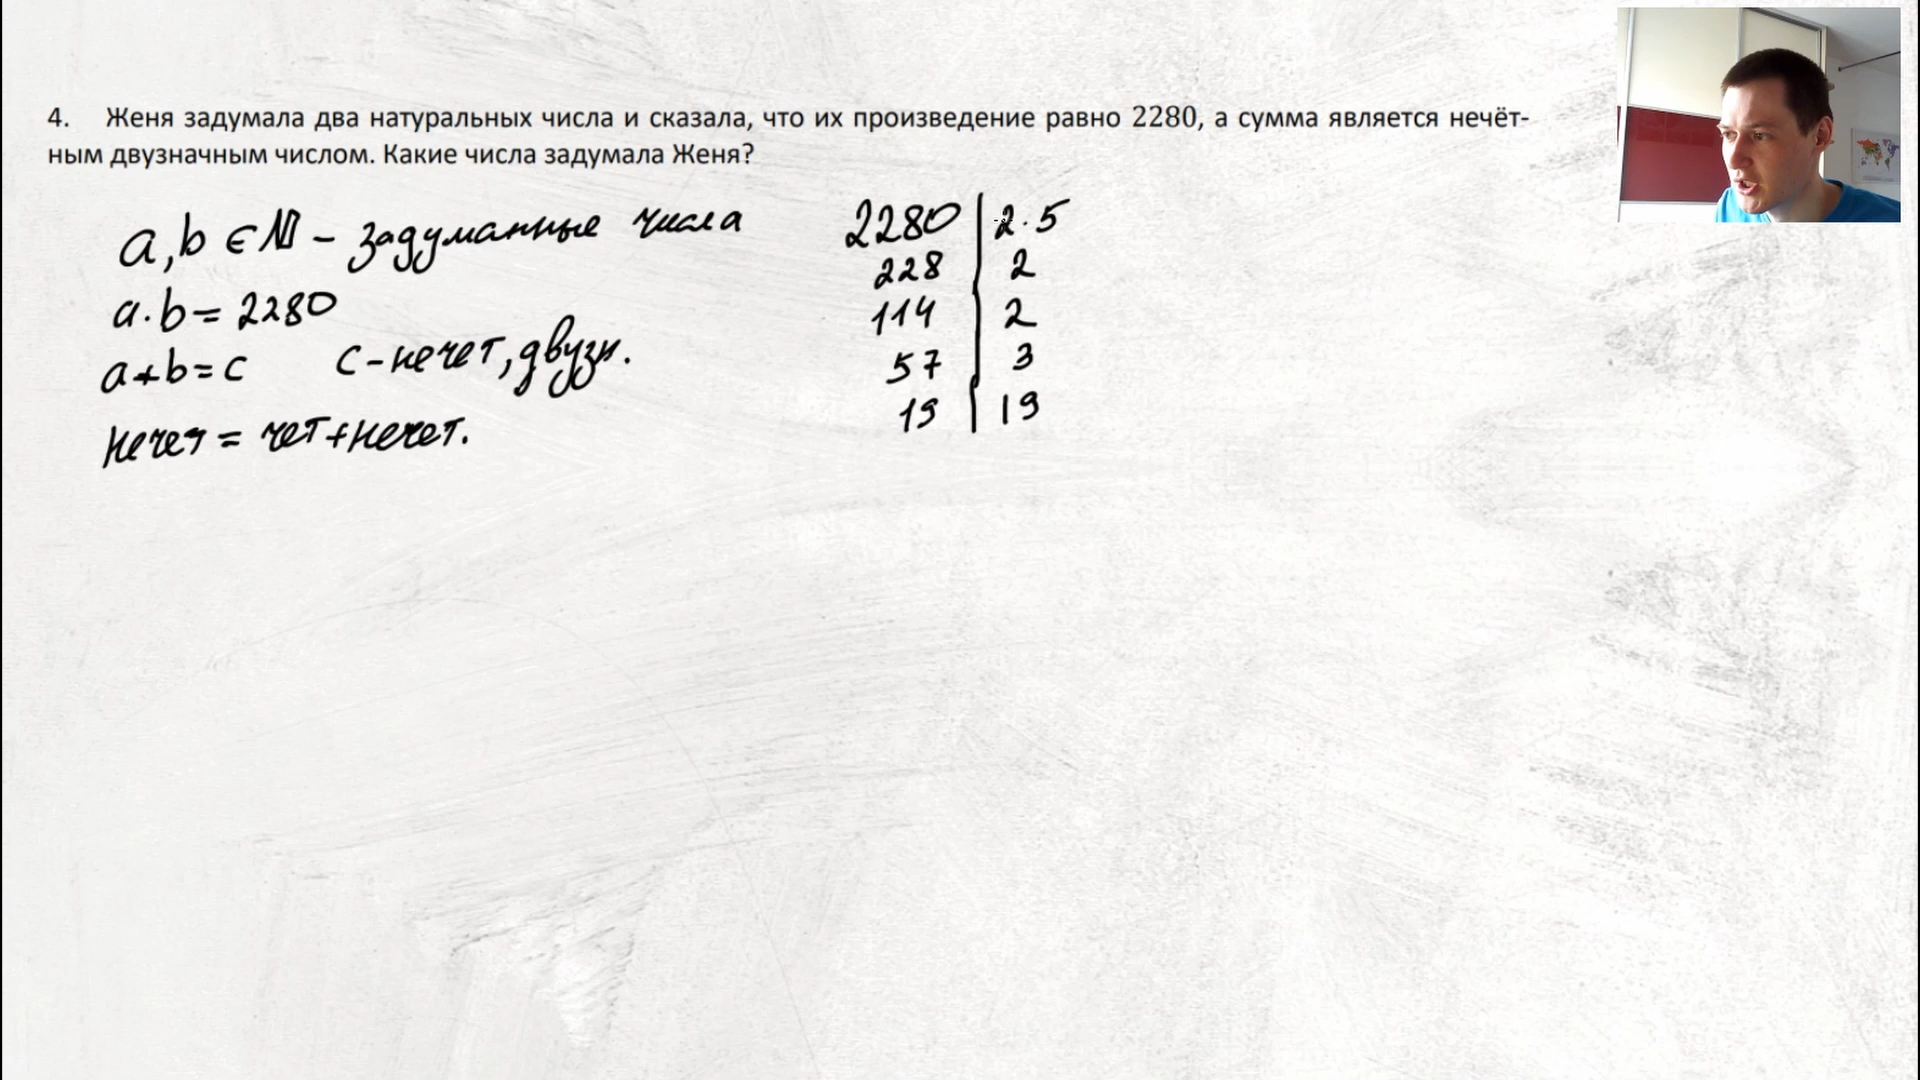 4. Женя задумала два натуральных числа и сказала, что их произведение равно 2280, а сумма является нечёт-
ным двузначным числом. Какие числа задумала Женя?
a, b ∈ ℕ – задуманные числа
a·b = 2280
a+b=c c-нечет, двузн.
нечет = чет+нечет.
2280 | 2·5
228 | 2
114 | 2
57 | 3
19 | 19